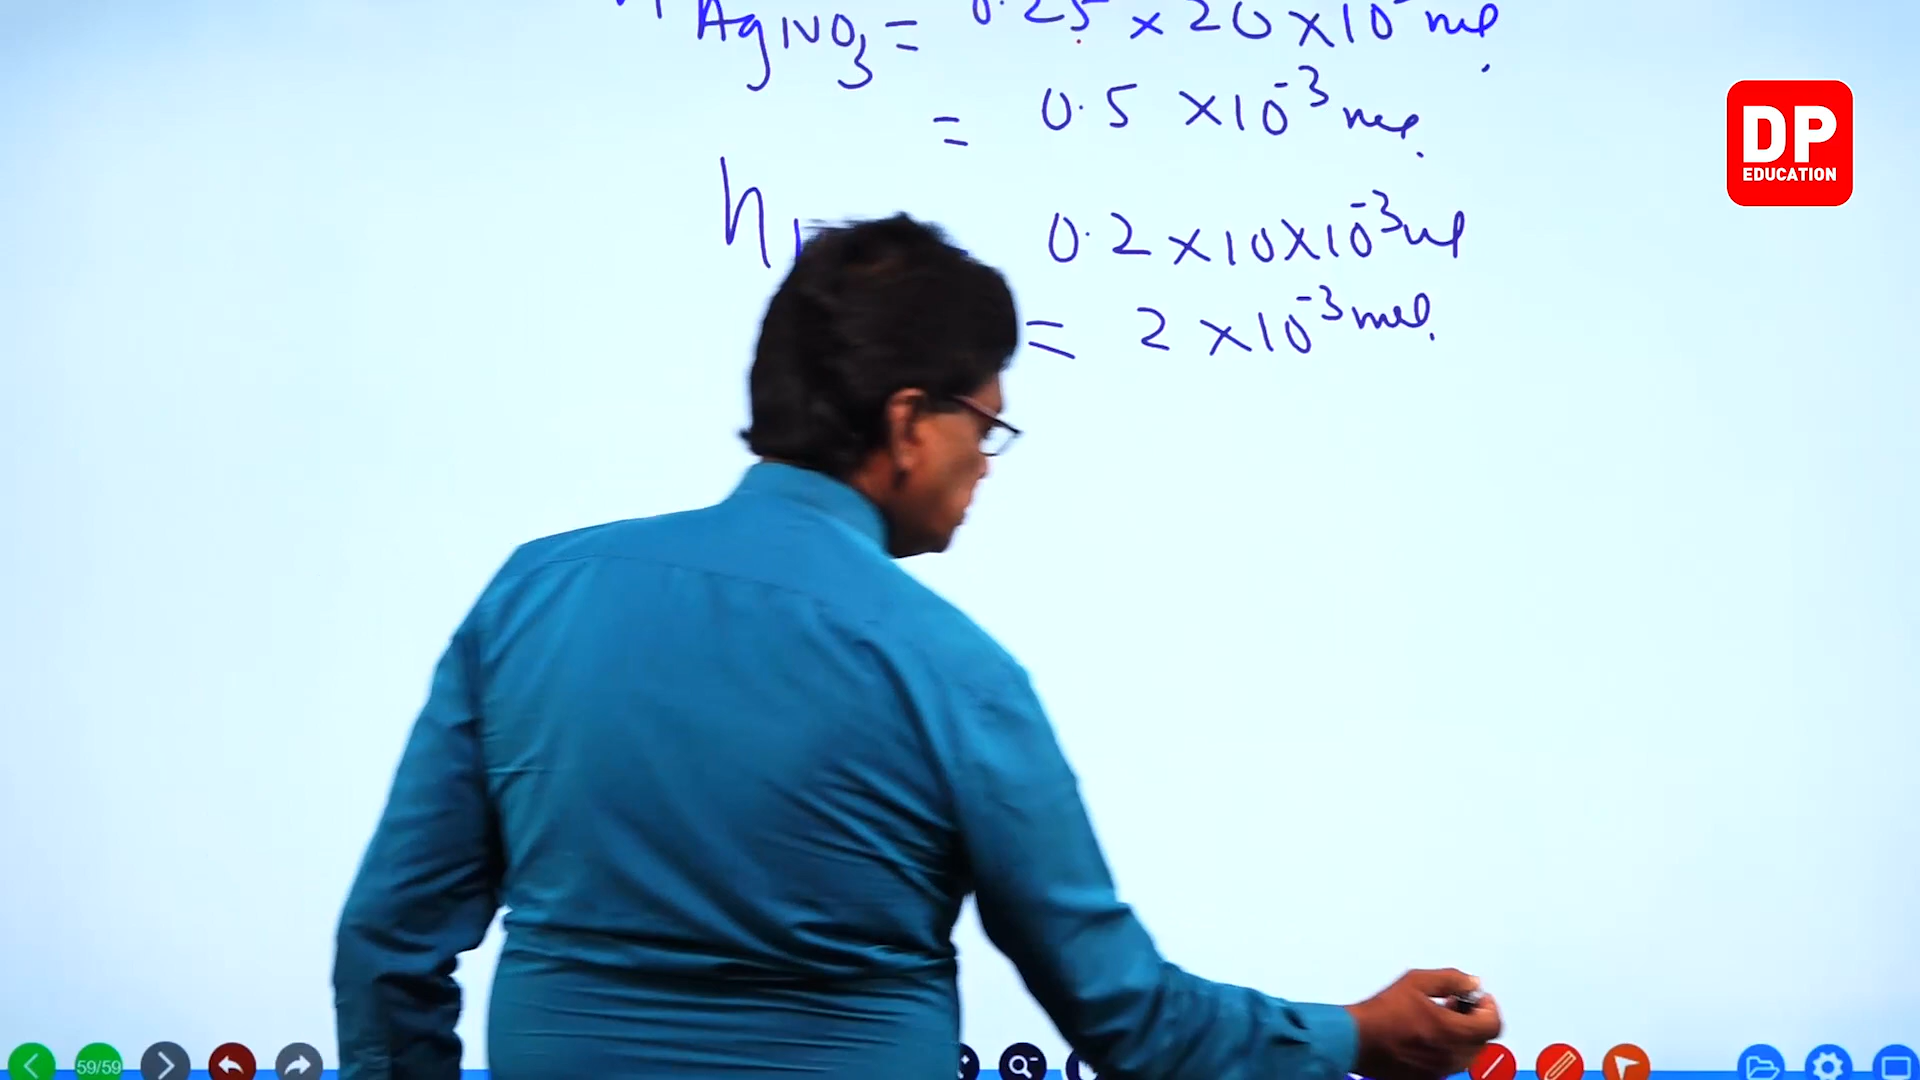 AgNO3 = 0.25 × 20 × 10 mol
= 0.5 × 10⁻³ mol.
n 0.2 × 10 × 10⁻³ mol
= 2 × 10⁻³ mol.
DP
EDUCATION
59/59